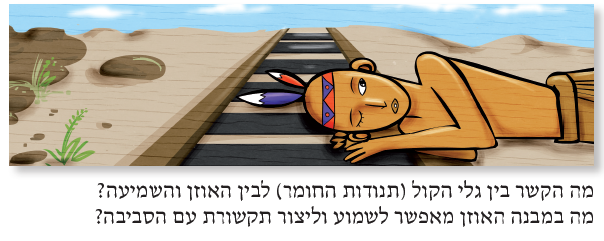 מה הקשר בין גלי הקול (תנודות החומר) לבין האוזן והשמיעה?
מה במבנה האוזן מאפשר לשמוע וליצור תקשורת עם הסביבה?